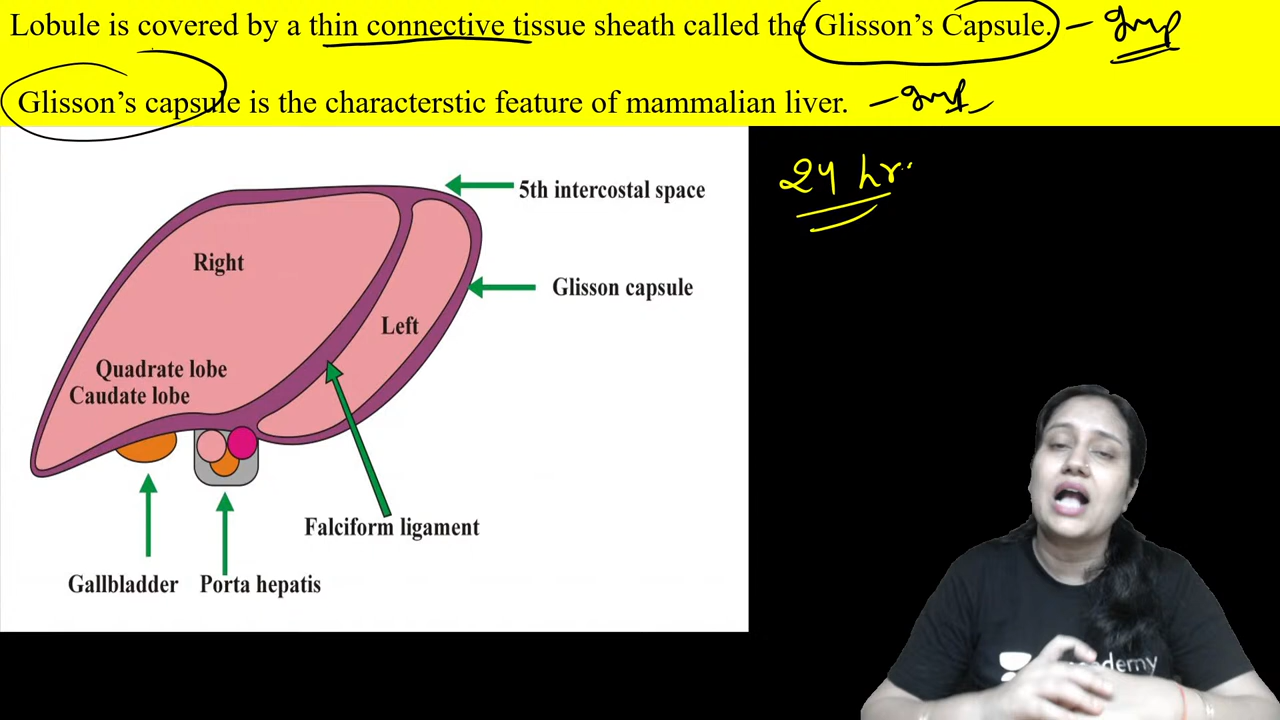 Lobule is covered by a thin connective tissue sheath called the Glisson's Capsule. - Imp
Glisson's capsule is the characterstic feature of mammalian liver. - Imp
24 hr.
5th intercostal space
Right
Glisson capsule
Left
Quadrate lobe
Caudate lobe
Falciform ligament
Gallbladder
Porta hepatis